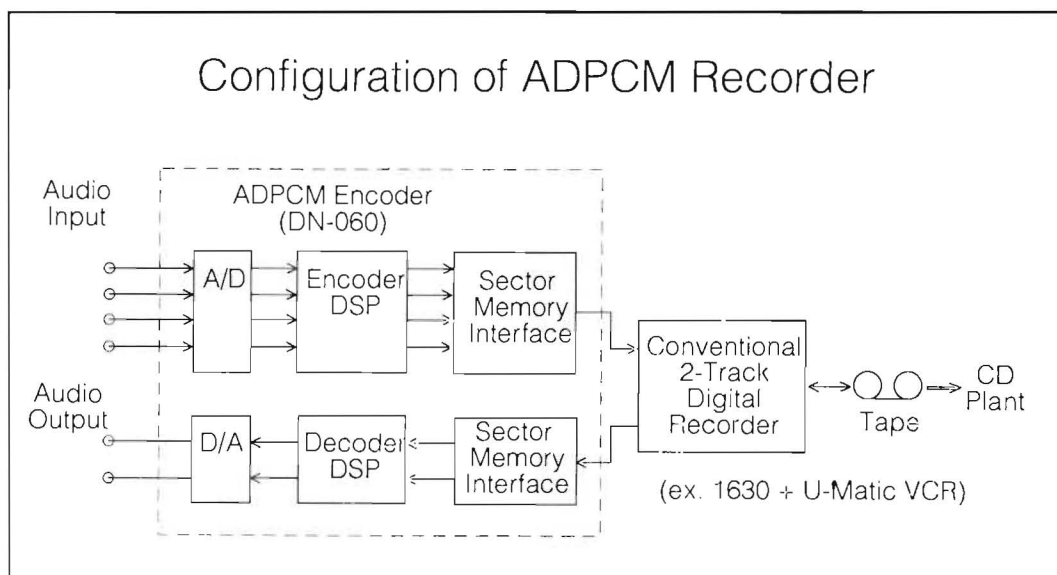 Configuration of ADPCM Recorder
Audio
Input
ADPCM Encoder
(DN-060)
A/D
Encoder
DSP
Sector
Memory
Interface
Conventional
2-Track
Digital
Recorder
Tape
CD
Plant
(ex. 1630 + U-Matic VCR)
Audio
Output
D/A
Decoder
DSP
Sector
Memory
Interface